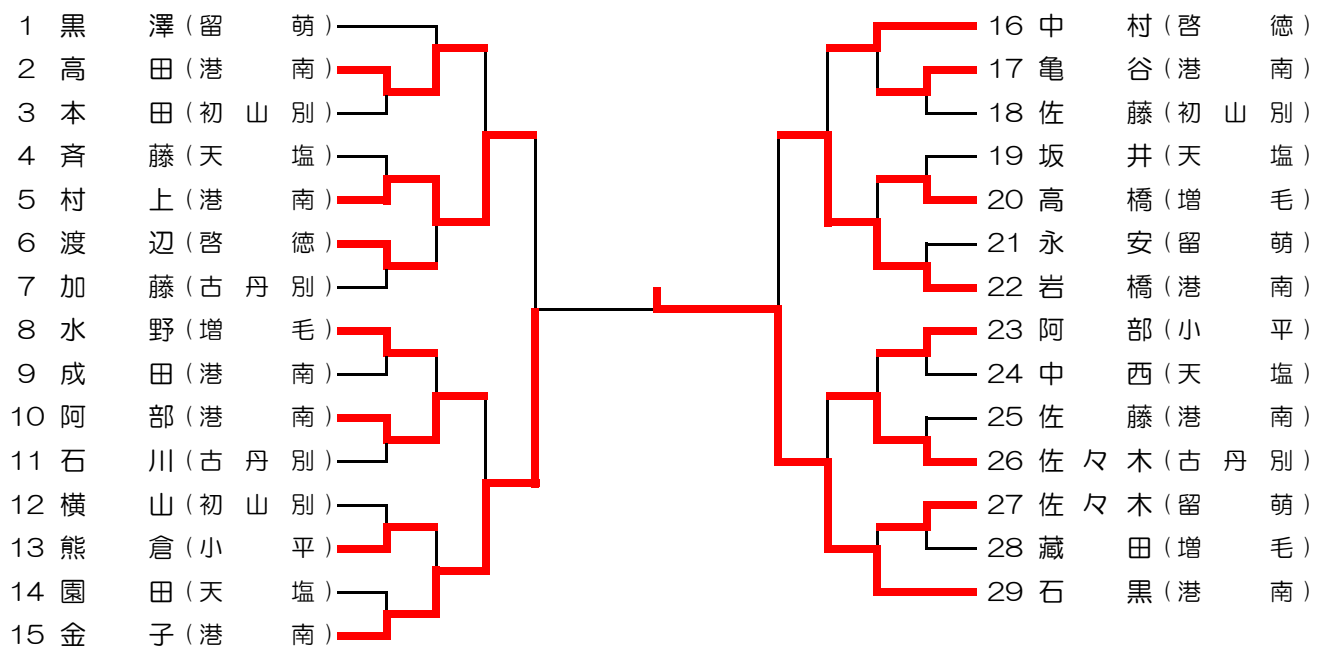 1 黒 澤 (留 萌)
2 高 田 (港 南)
3 本 田 (初 山 別)
4 斉 藤 (天 塩)
5 村 上 (港 南)
6 渡 辺 (啓 徳)
7 加 藤 (古 丹 別)
8 水 野 (増 毛)
9 成 田 (港 南)
10 阿 部 (港 南)
11 石 川 (古 丹 別)
12 横 山 (初 山 別)
13 熊 倉 (小 平)
14 園 田 (天 塩)
15 金 子 (港 南)
16 中 村 (啓 徳)
17 亀 谷 (港 南)
18 佐 藤 (初 山 別)
19 坂 井 (天 塩)
20 高 橋 (増 毛)
21 永 安 (留 萌)
22 岩 橋 (港 南)
23 阿 部 (小 平)
24 中 西 (天 塩)
25 佐 藤 (港 南)
26 佐 々 木 (古 丹 別)
27 佐 々 木 (留 萌)
28 藏 田 (増 毛)
29 石 黒 (港 南)